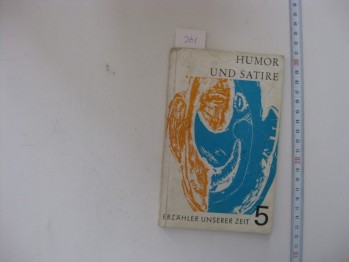 HUMOR
UND SATIRE
ERZÄHLER UNSERER ZEIT 5